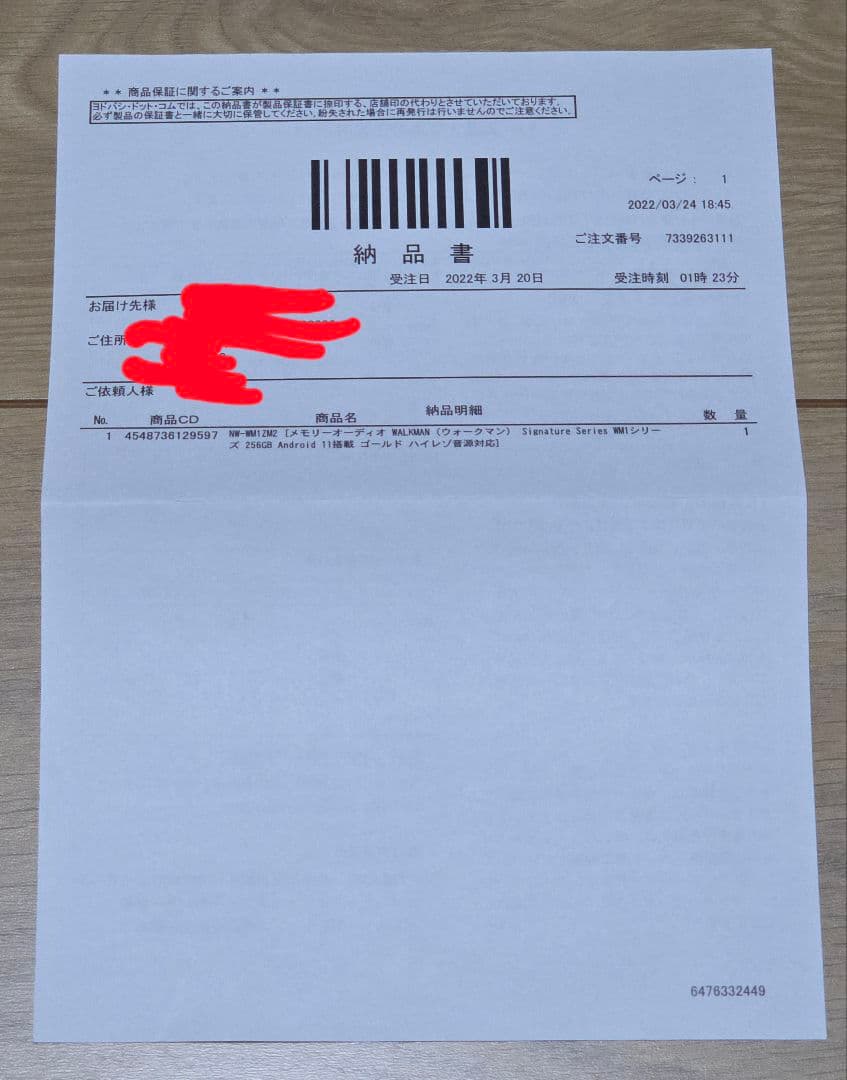 ** 商品保証に関するご案内 **
ヨドバシ・ドット・コムでは、この納品書が製品保証書に捺印する、店舗印の代わりとさせていただいております。
必ず製品の保証書と一緒に大切に保管してください。紛失された場合に再発行は行いませんのでご注意ください。
ページ： 1
2022/03/24 18:45
ご注文番号 7339263111
納品書
受注日 2022年 3月 20日 受注時刻 01時 23分
お届け先様
ご住所
ご依頼人様
納品明細
No. 商品CD 商品名 数量
1 4548736129597 NW-WM1ZM2 [メモリーオーディオ WALKMAN（ウォークマン） Signature Series WM1シリー 1
ズ 256GB Android 11搭載 ゴールド ハイレゾ音源対応]
6476332449